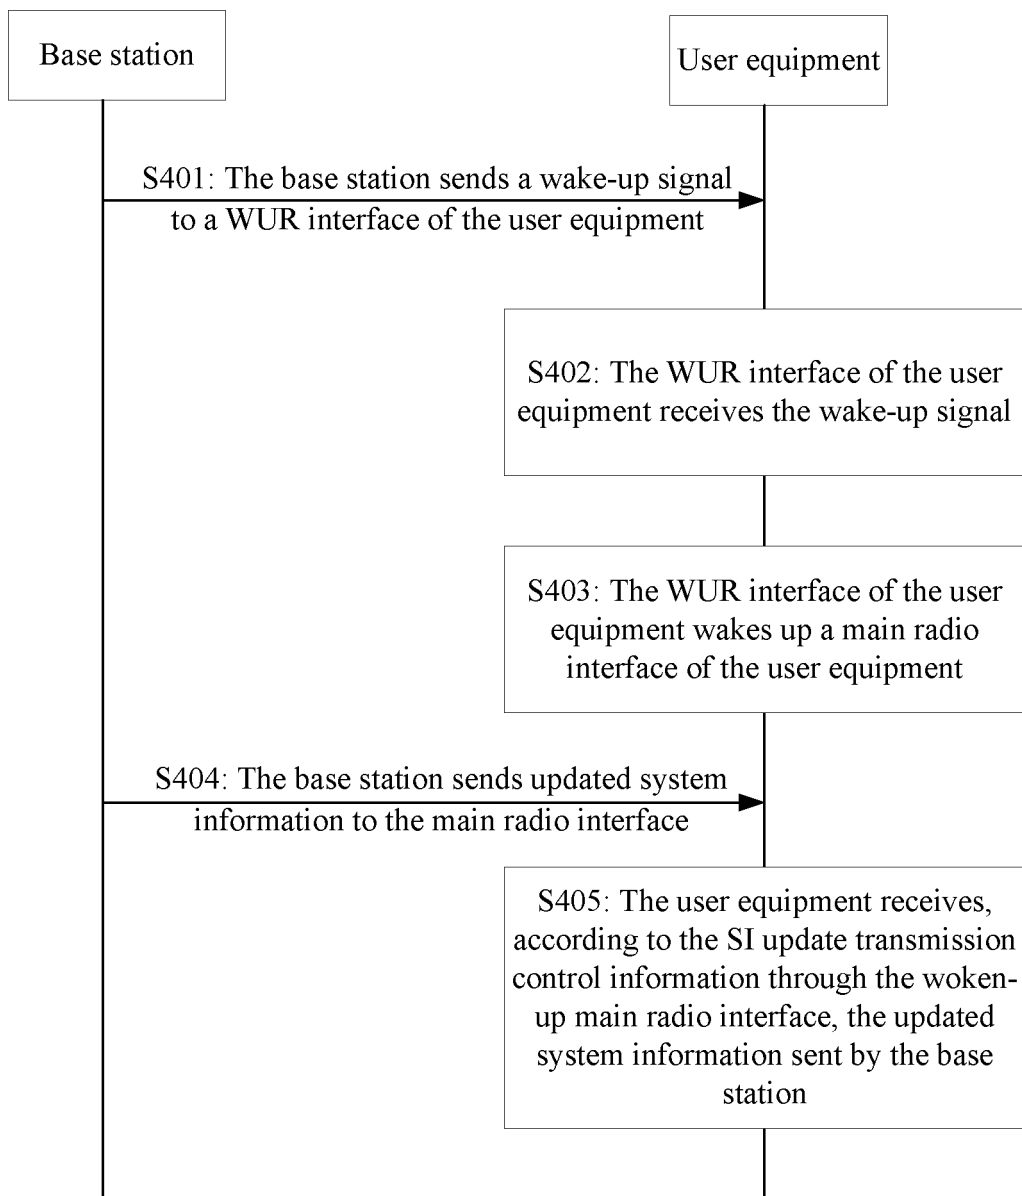 Base station
User equipment
S401: The base station sends a wake-up signal
to a WUR interface of the user equipment
S402: The WUR interface of the user
equipment receives the wake-up signal
S403: The WUR interface of the user
equipment wakes up a main radio
interface of the user equipment
S404: The base station sends updated system
information to the main radio interface
S405: The user equipment receives,
according to the SI update transmission
control information through the woken-
up main radio interface, the updated
system information sent by the base
station